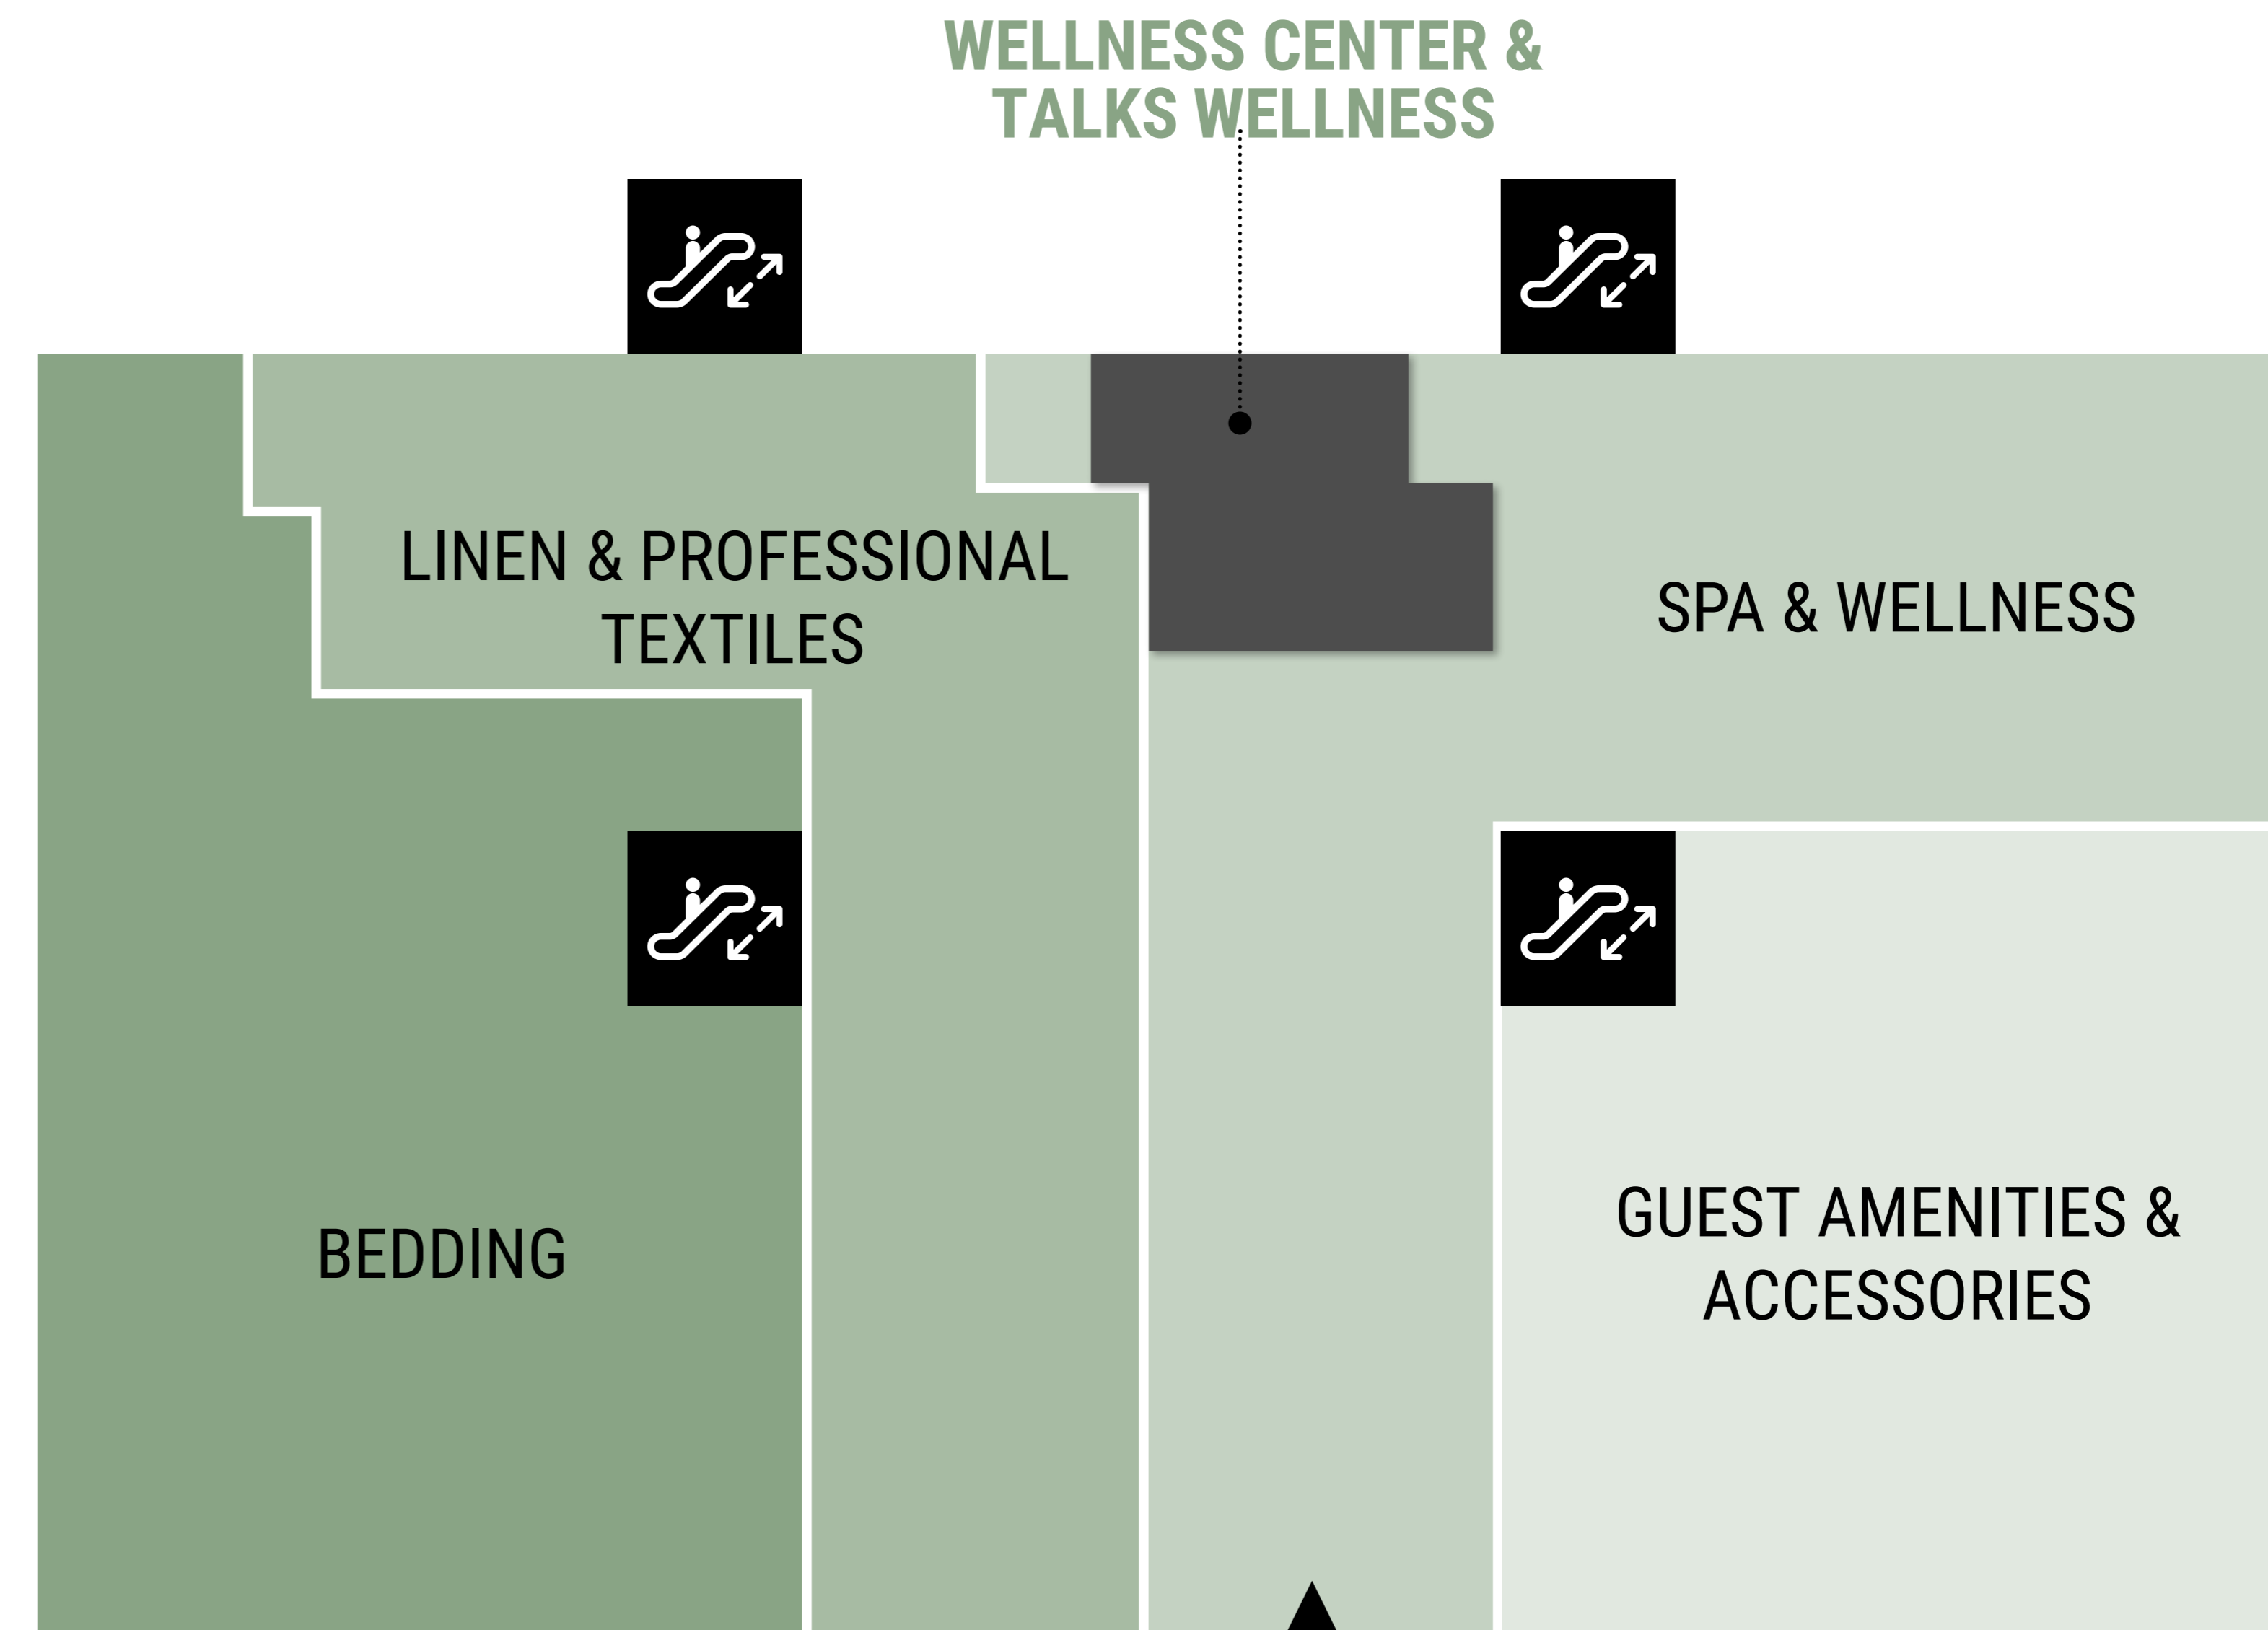 WELLNESS CENTER &
TALKS WELLNESS
LINEN & PROFESSIONAL
TEXTILES
SPA & WELLNESS
BEDDING
GUEST AMENITIES &
ACCESSORIES